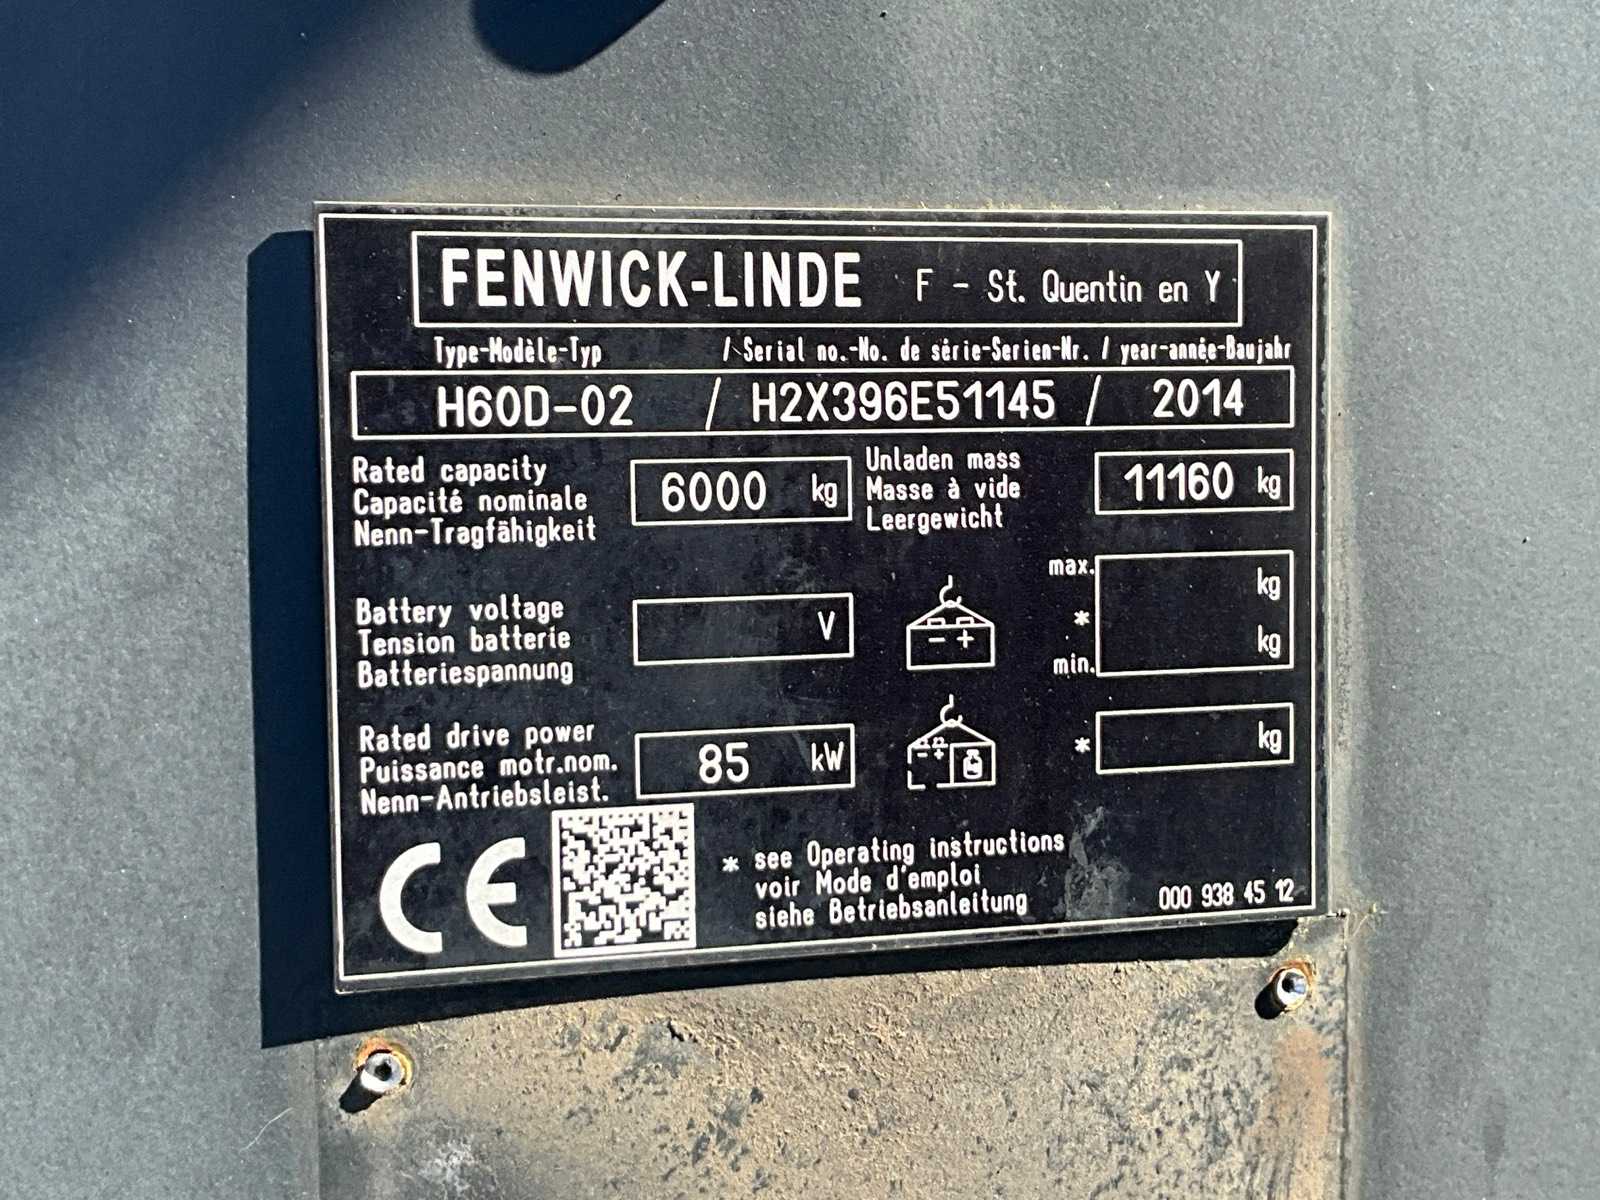 FENWICK-LINDE F - St. Quentin en Y
Type-Modèle-Typ / Serial no.-No. de série-Serien-Nr. / year-année-Baujahr
H60D-02 / H2X396E51145 / 2014
Rated capacity
Capacité nominale
Nenn-Tragfähigkeit
6000 kg
Unladen mass
Masse à vide
Leergewicht
11160 kg
Battery voltage
Tension batterie
Batteriespannung
V
- +
max. kg
*
min. kg
Rated drive power
Puissance motr.nom.
Nenn-Antriebsleist.
85 kW
- +
* kg
CE
* see Operating instructions
voir Mode d'emploi
siehe Betriebsanleitung
000 938 45 12